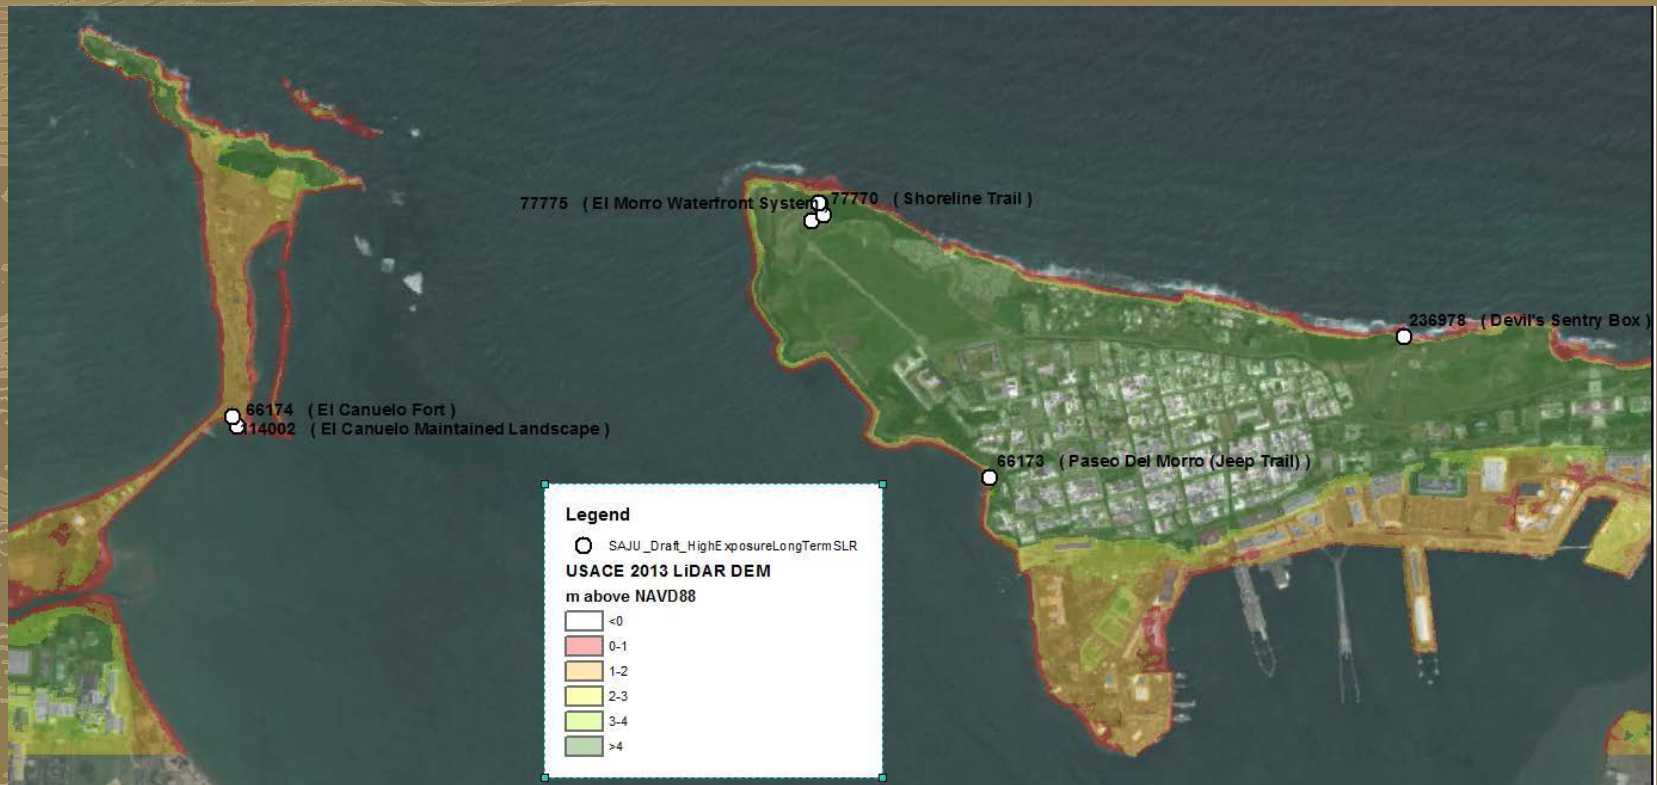 77775 ( El Morro Waterfront System
77770 ( Shoreline Trail )
236978 ( Devil's Sentry Box )
66174 ( El Canuelo Fort )
114002 ( El Canuelo Maintained Landscape )
66173 ( Paseo Del Morro (Jeep Trail) )
Legend
SAJU_Draft_HighExposureLongTermSLR
USACE 2013 LiDAR DEM
m above NAVD88
<0
0-1
1-2
2-3
3-4
>4